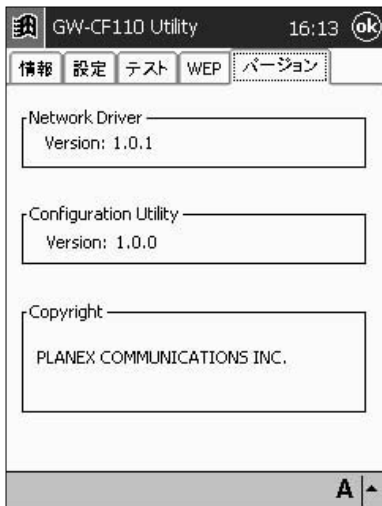 GW-CF110 Utility 16:13 ok
情報 設定 テスト WEP バージョン
Network Driver
Version: 1.0.1
Configuration Utility
Version: 1.0.0
Copyright
PLANEX COMMUNICATIONS INC.
A